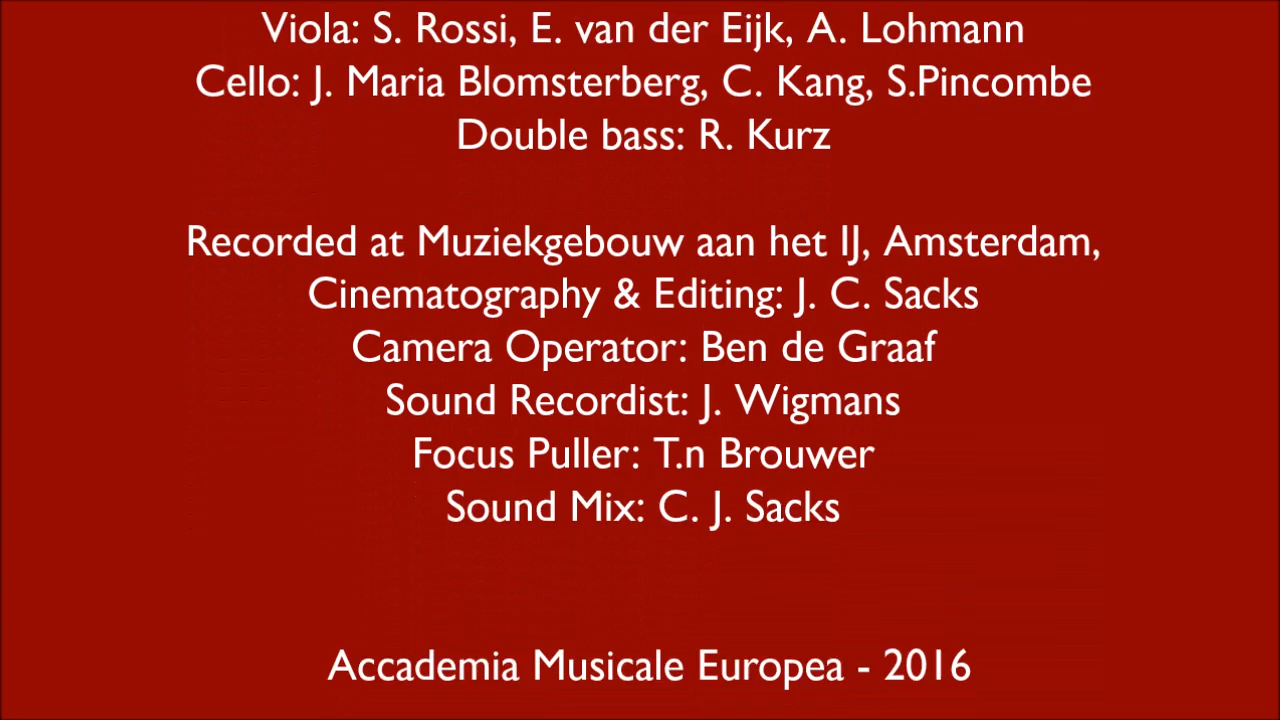 Viola: S. Rossi, E. van der Eijk, A. Lohmann
Cello: J. Maria Blomsterberg, C. Kang, S.Pincombe
Double bass: R. Kurz
Recorded at Muziekgebouw aan het IJ, Amsterdam,
Cinematography & Editing: J. C. Sacks
Camera Operator: Ben de Graaf
Sound Recordist: J. Wigmans
Focus Puller: T.n Brouwer
Sound Mix: C. J. Sacks
Accademia Musicale Europea - 2016